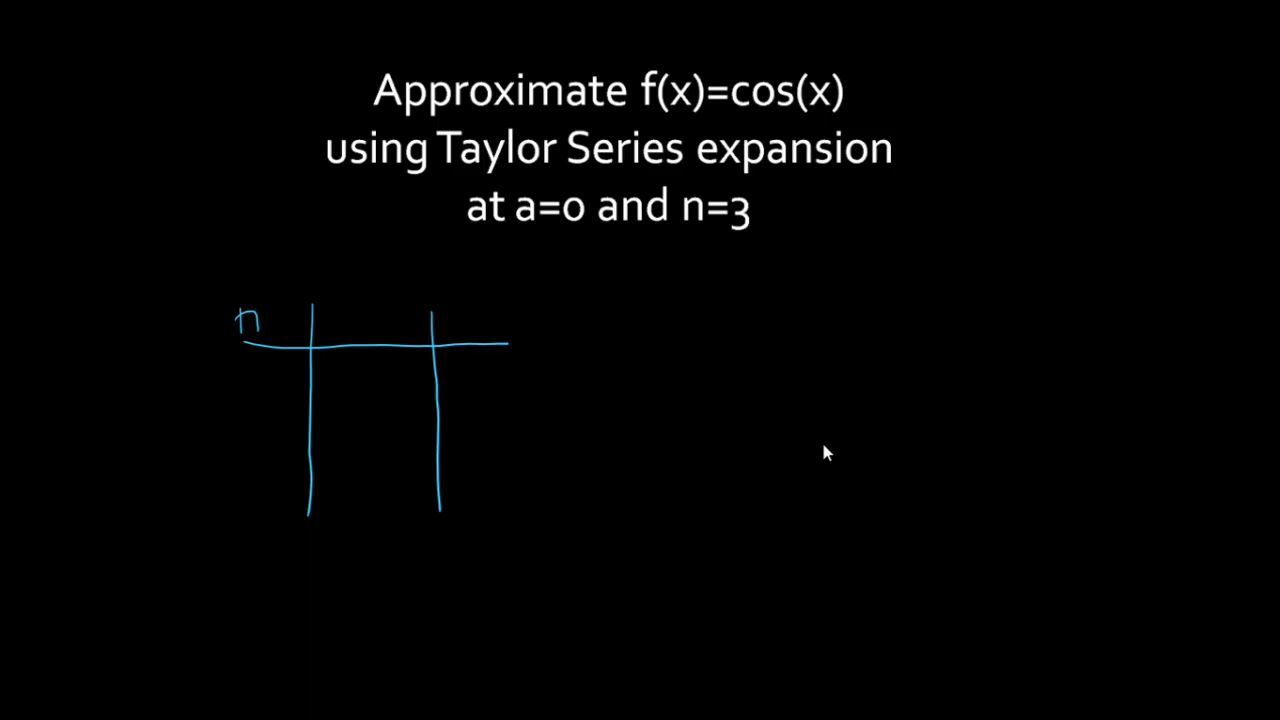 Approximate f(x)=cos(x)
using Taylor Series expansion
at a=0 and n=3
n